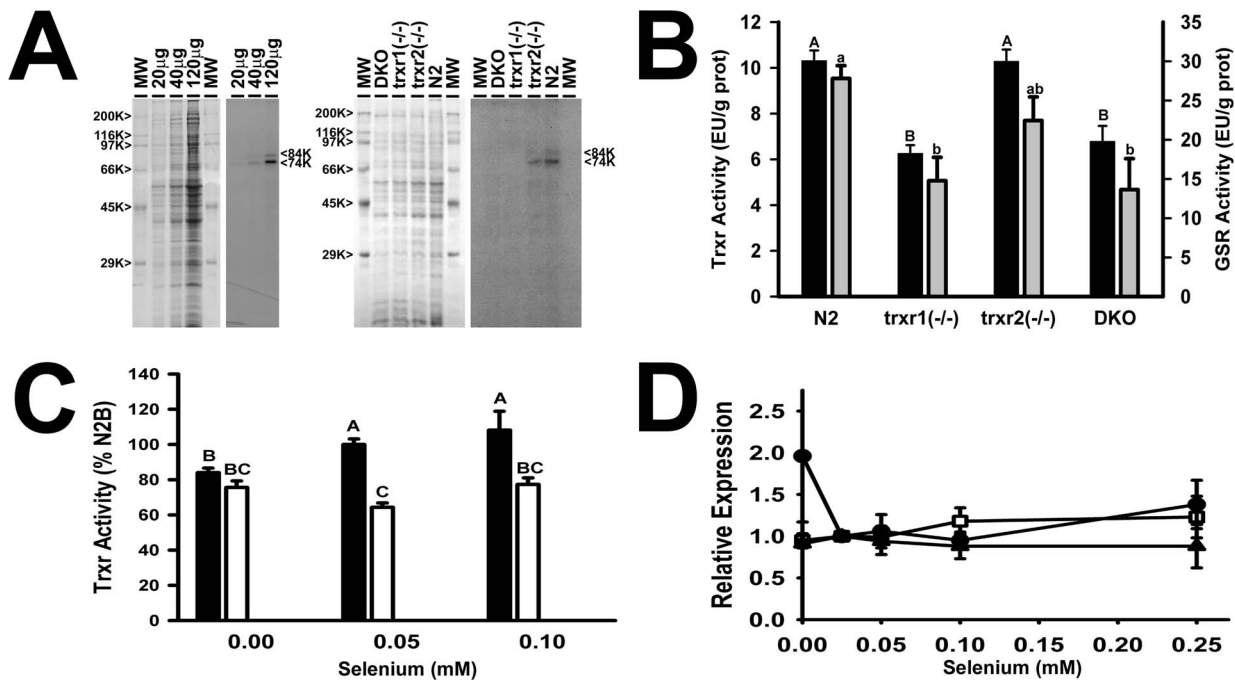 A
MW
20µg
40µg
120µg
MW
20µg
40µg
120µg
200K>
116K>
97K>
66K>
45K>
29K>
<84K
<74K
MW
DKO
trxr1(-/-)
trxr2(-/-)
N2
MW
MW
DKO
trxr1(-/-)
trxr2(-/-)
N2
MW
200K>
116K>
97K>
66K>
45K>
29K>
<84K
<74K
B
Trxr Activity (EU/g prot)
12
10
8
6
4
2
0
A
a
B
b
A
ab
B
b
35
30
25
20
15
10
5
0
GSR Activity (EU/g prot)
N2
trxr1(-/-)
trxr2(-/-)
DKO
C
Trxr Activity (% N2B)
140
120
100
80
60
40
20
0
B
BC
A
C
A
BC
0.00
0.05
0.10
Selenium (mM)
D
Relative Expression
2.5
2.0
1.5
1.0
0.5
0.0
0.00
0.05
0.10
0.15
0.20
0.25
Selenium (mM)